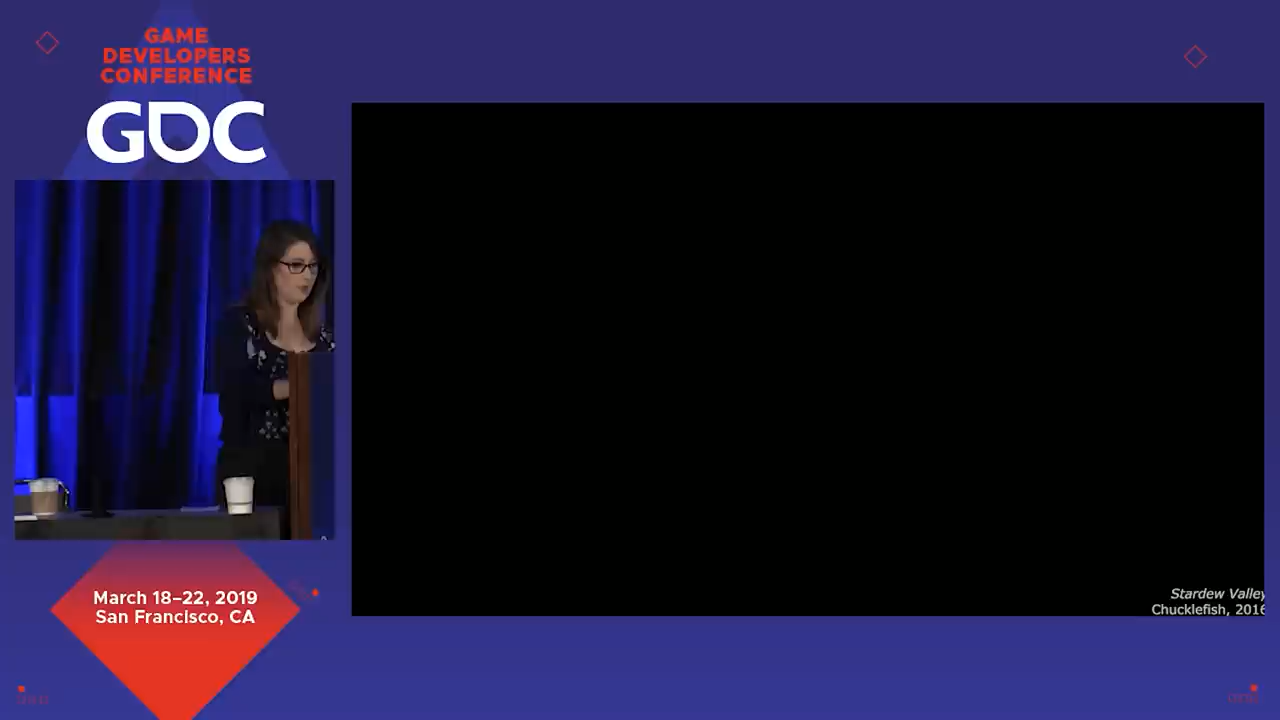 GAME
DEVELOPERS
CONFERENCE
GDC
March 18–22, 2019
San Francisco, CA
Stardew Valley
Chucklefish, 2016